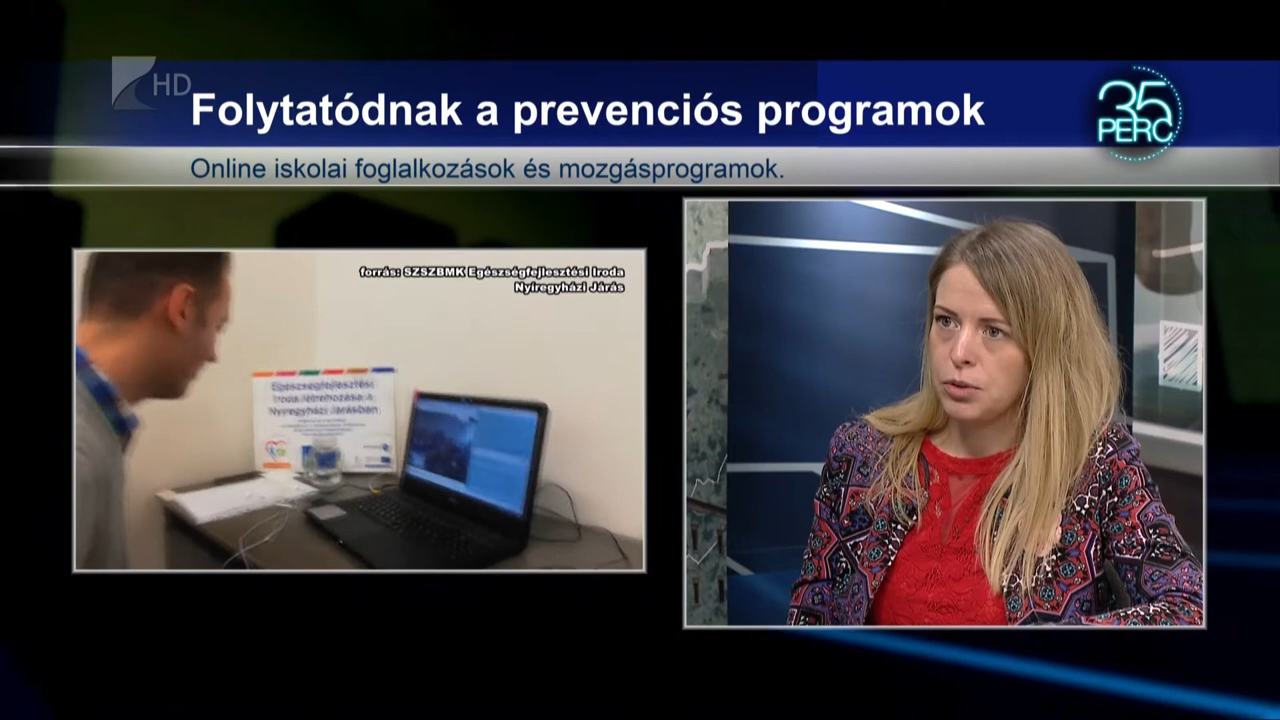 HD
Folytatódnak a prevenciós programok
35
PERC
Online iskolai foglalkozások és mozgásprogramok.
forrás: SZSZBMK Egészségfejlesztési Iroda
Nyíregyházi Járás
Egészségfejlesztési
Iroda létrehozása a
Nyíregyházi Járásban